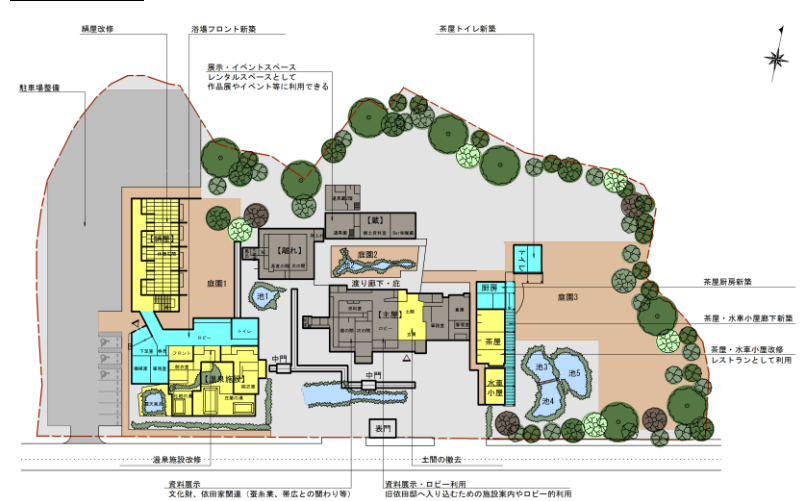 繭屋改修
浴場フロント新築
茶屋トイレ新築
展示・イベントスペース
レンタルスペースとして
作品展やイベント等に利用できる
駐車場整備
【蔵】
【繭屋】
【離れ】
庭園2
渡り廊下・庇
庭園1
池1
トイレ
厨房
庭園3
茶屋厨房新築
茶屋・水車小屋廊下新築
茶屋・水車小屋改修
レストランとして利用
【主屋】
土間
ロビー
茶屋
水車
小屋
池3
池5
池4
ロビー
トイレ
フロント
【温泉施設】
中門
中門
表門
温泉施設改修
土間の撤去
資料展示
文化財、依田家関連（蚕糸業、帯広との関わり等）
資料展示・ロビー利用
旧依田邸へ入り込むための施設案内やロビー的利用